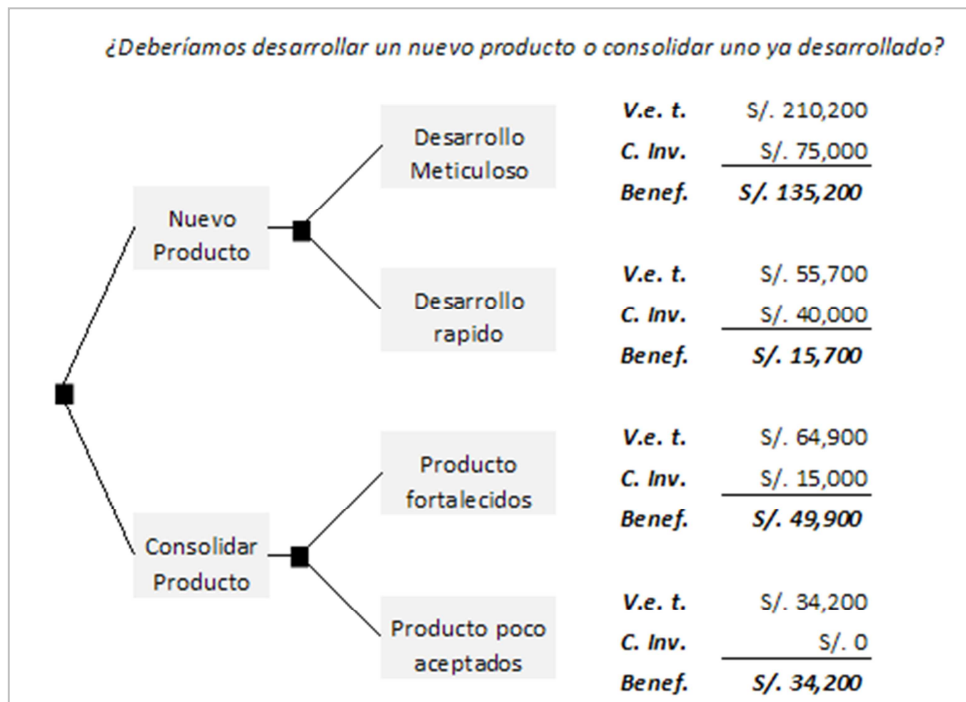 ¿Deberíamos desarrollar un nuevo producto o consolidar uno ya desarrollado?
Desarrollo
Meticuloso
V.e. t. S/. 210,200
C. Inv. S/. 75,000
Benef. S/. 135,200
Nuevo
Producto
Desarrollo
rapido
V.e. t. S/. 55,700
C. Inv. S/. 40,000
Benef. S/. 15,700
Producto
fortalecidos
V.e. t. S/. 64,900
C. Inv. S/. 15,000
Benef. S/. 49,900
Consolidar
Producto
Producto poco
aceptados
V.e. t. S/. 34,200
C. Inv. S/. 0
Benef. S/. 34,200